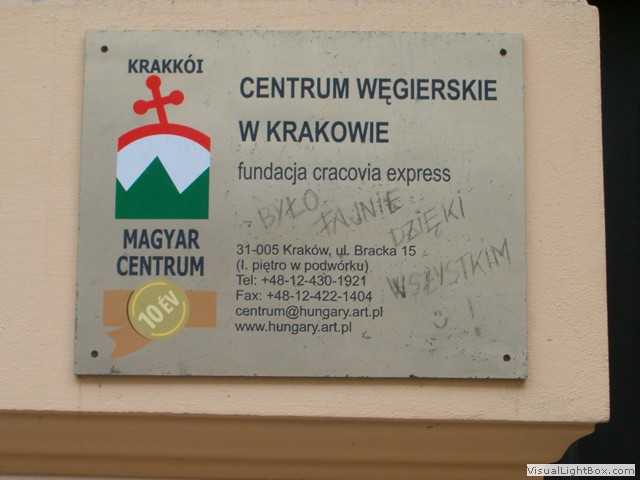 KRAKKÓI
MAGYAR
CENTRUM
10 ÉV
CENTRUM WĘGIERSKIE
W KRAKOWIE
fundacja cracovia express
BYŁO FAJNIE
DZIĘKI
WSZYSTKIM
:) !
31-005 Kraków, ul. Bracka 15
(I. piętro w podwórku)
Tel: +48-12-430-1921
Fax: +48-12-422-1404
centrum@hungary.art.pl
www.hungary.art.pl
VisualLightBox.com